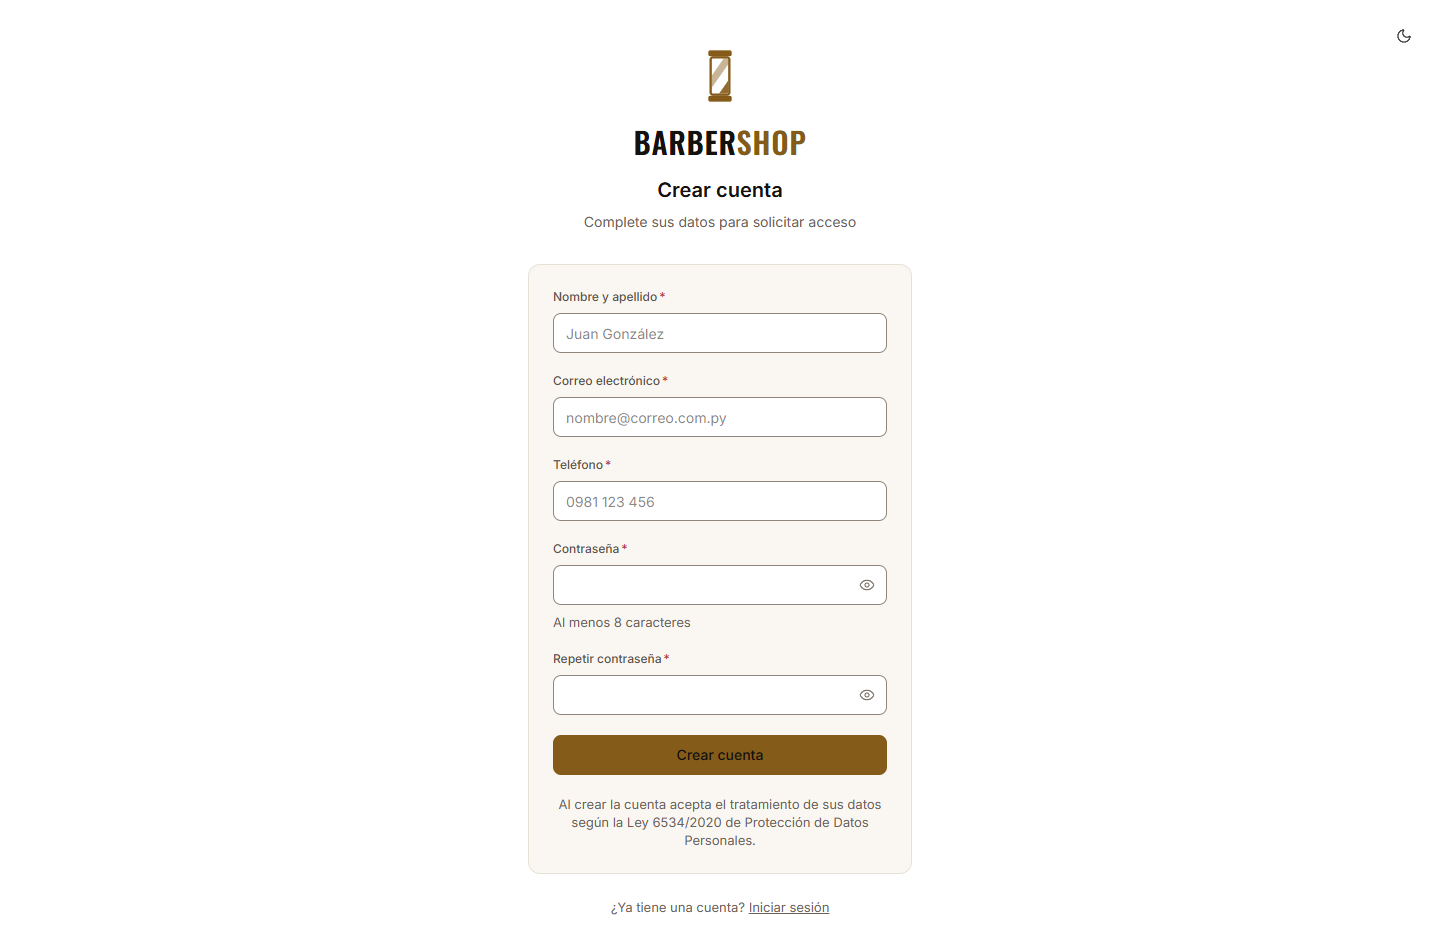 BARBERSHOP
Crear cuenta
Complete sus datos para solicitar acceso
Nombre y apellido *
Juan González
Correo electrónico *
nombre@correo.com.py
Teléfono *
0981 123 456
Contraseña *
Al menos 8 caracteres
Repetir contraseña *
Crear cuenta
Al crear la cuenta acepta el tratamiento de sus datos
según la Ley 6534/2020 de Protección de Datos
Personales.
¿Ya tiene una cuenta? Iniciar sesión